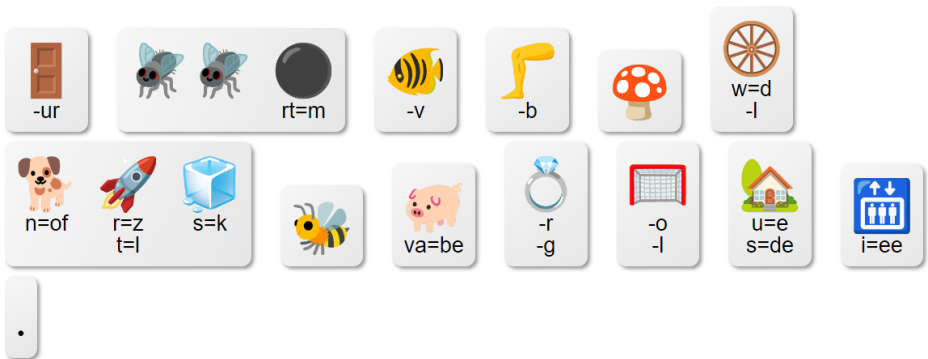 -ur rt=m -v -b w=d
-l
n=of r=z s=k va=be -r -o u=e i=ee
t=l -g -l s=de
.